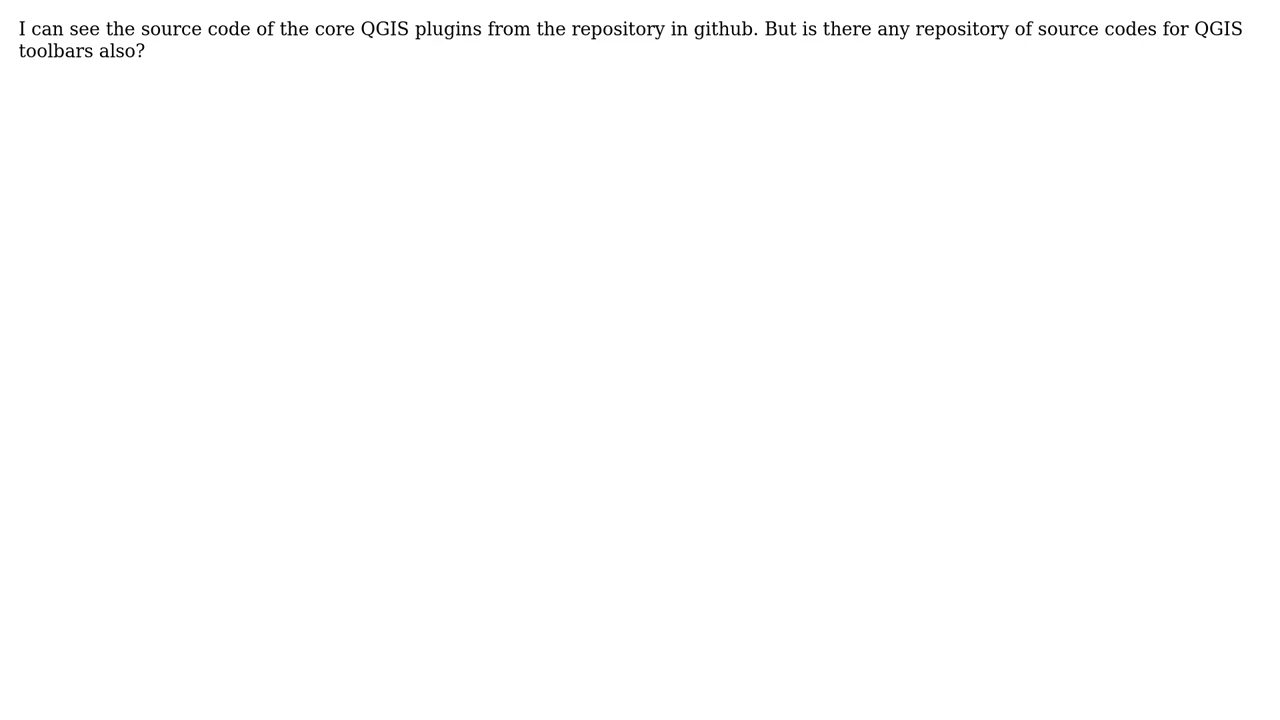 I can see the source code of the core QGIS plugins from the repository in github. But is there any repository of source codes for QGIS
toolbars also?